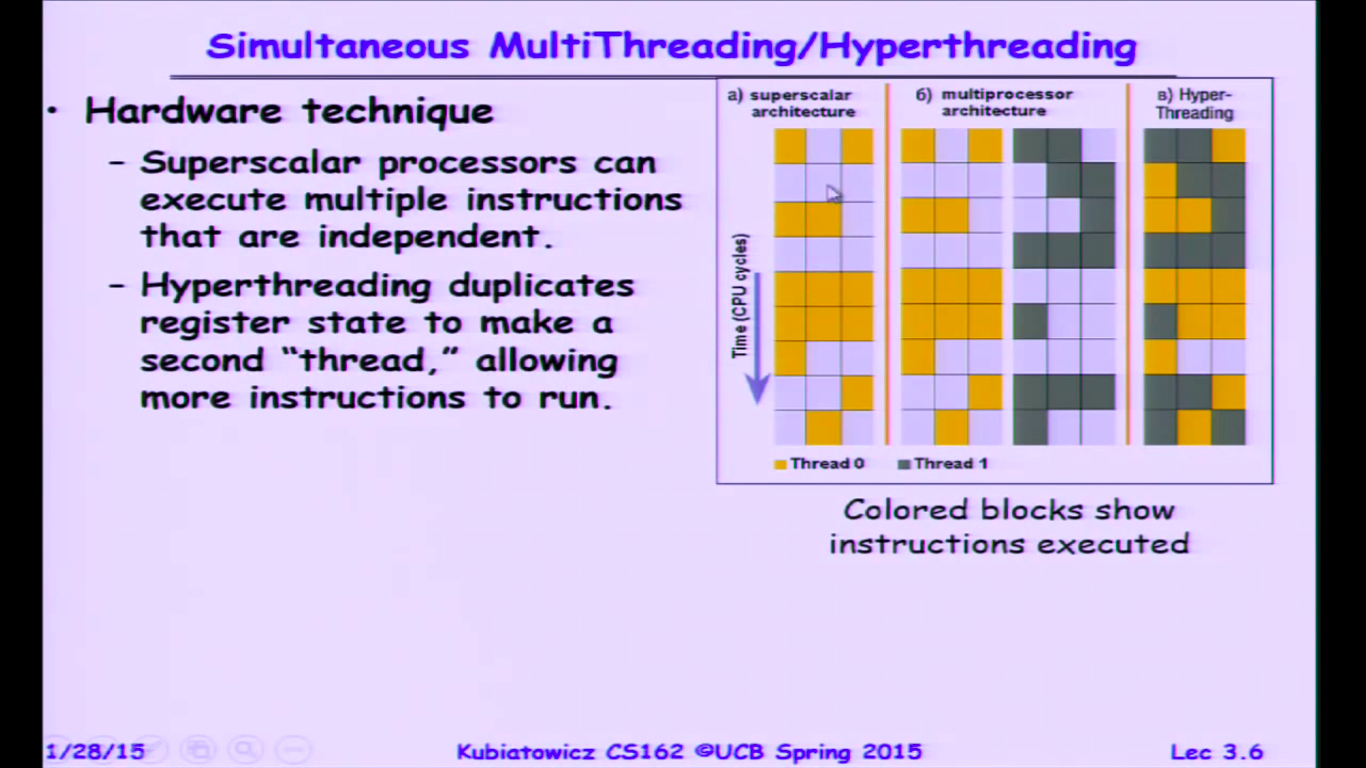 Simultaneous MultiThreading/Hyperthreading
• Hardware technique
– Superscalar processors can
execute multiple instructions
that are independent.
– Hyperthreading duplicates
register state to make a
second “thread,” allowing
more instructions to run.
а) superscalar
architecture
б) multiprocessor
architecture
в) Hyper-
Threading
Time (CPU cycles)
Thread 0
Thread 1
Colored blocks show
instructions executed
1/28/15
Kubiatowicz CS162 ©UCB Spring 2015
Lec 3.6